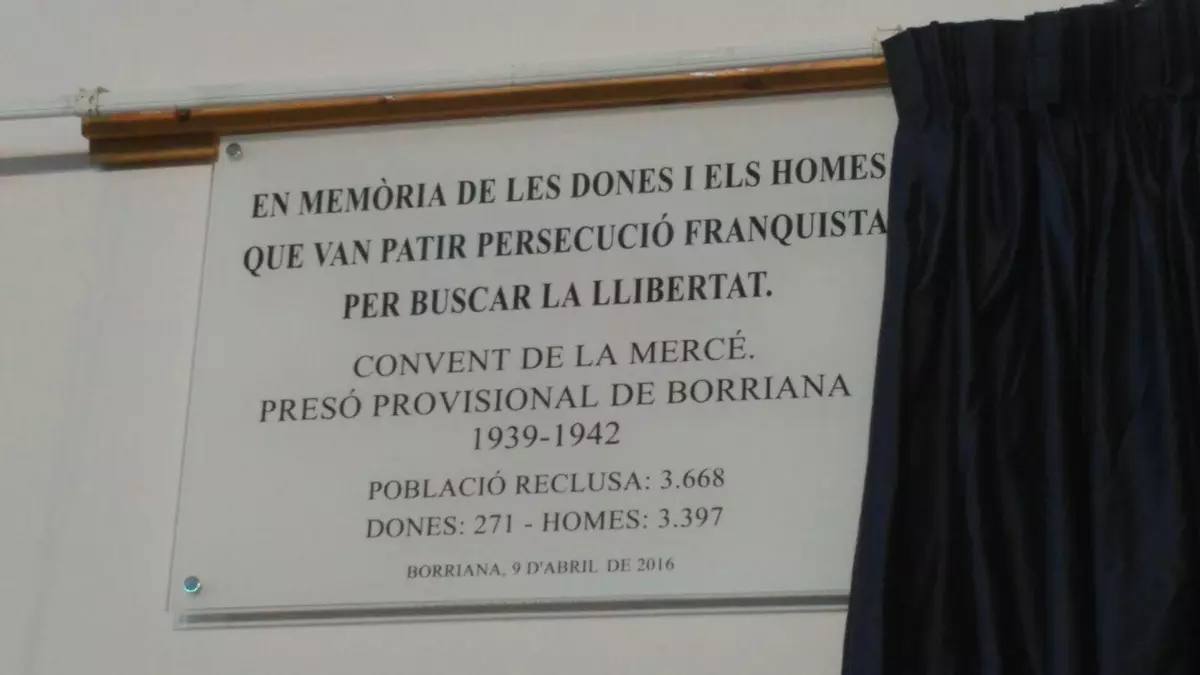 EN MEMÒRIA DE LES DONES I ELS HOMES
QUE VAN PATIR PERSECUCIÓ FRANQUISTA
PER BUSCAR LA LLIBERTAT.
CONVENT DE LA MERCÉ.
PRESÓ PROVISIONAL DE BORRIANA
1939-1942
POBLACIÓ RECLUSA: 3.668
DONES: 271 - HOMES: 3.397
BORRIANA, 9 D'ABRIL DE 2016